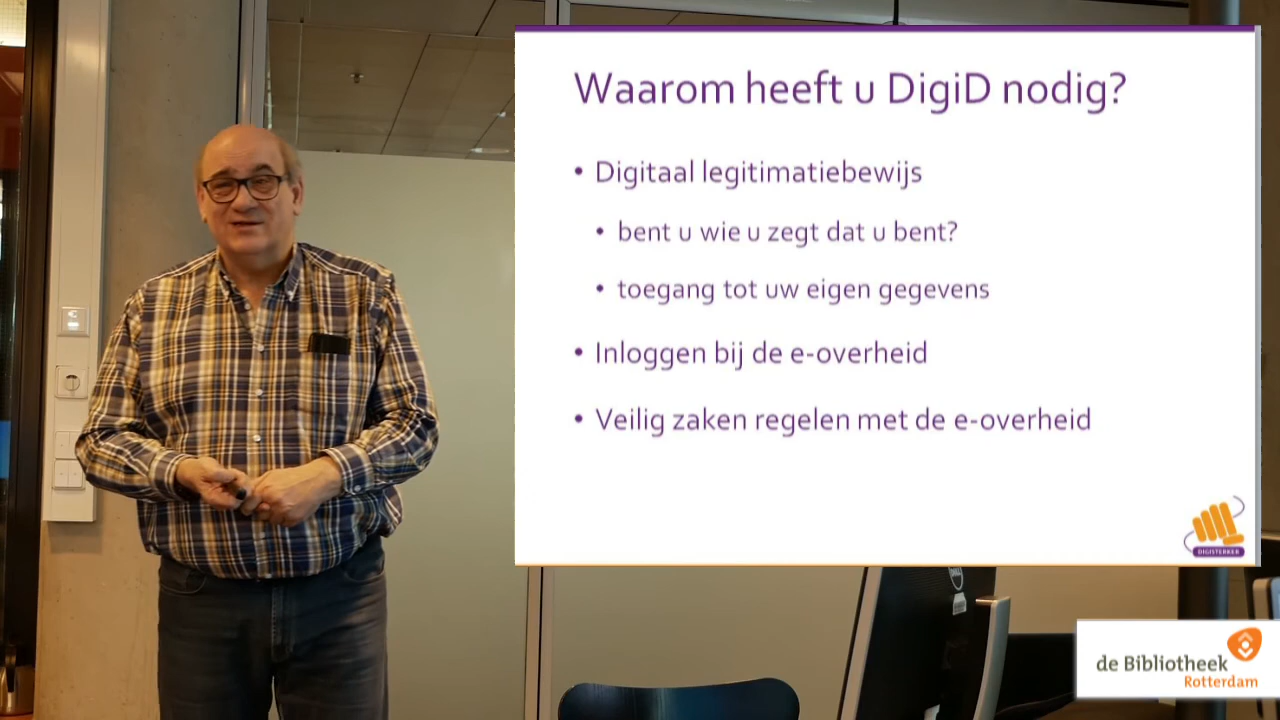 Waarom heeft u DigiD nodig?
• Digitaal legitimatiebewijs
• bent u wie u zegt dat u bent?
• toegang tot uw eigen gegevens
• Inloggen bij de e-overheid
• Veilig zaken regelen met de e-overheid
DIGISTERKER
DELL
de Bibliotheek
Rotterdam